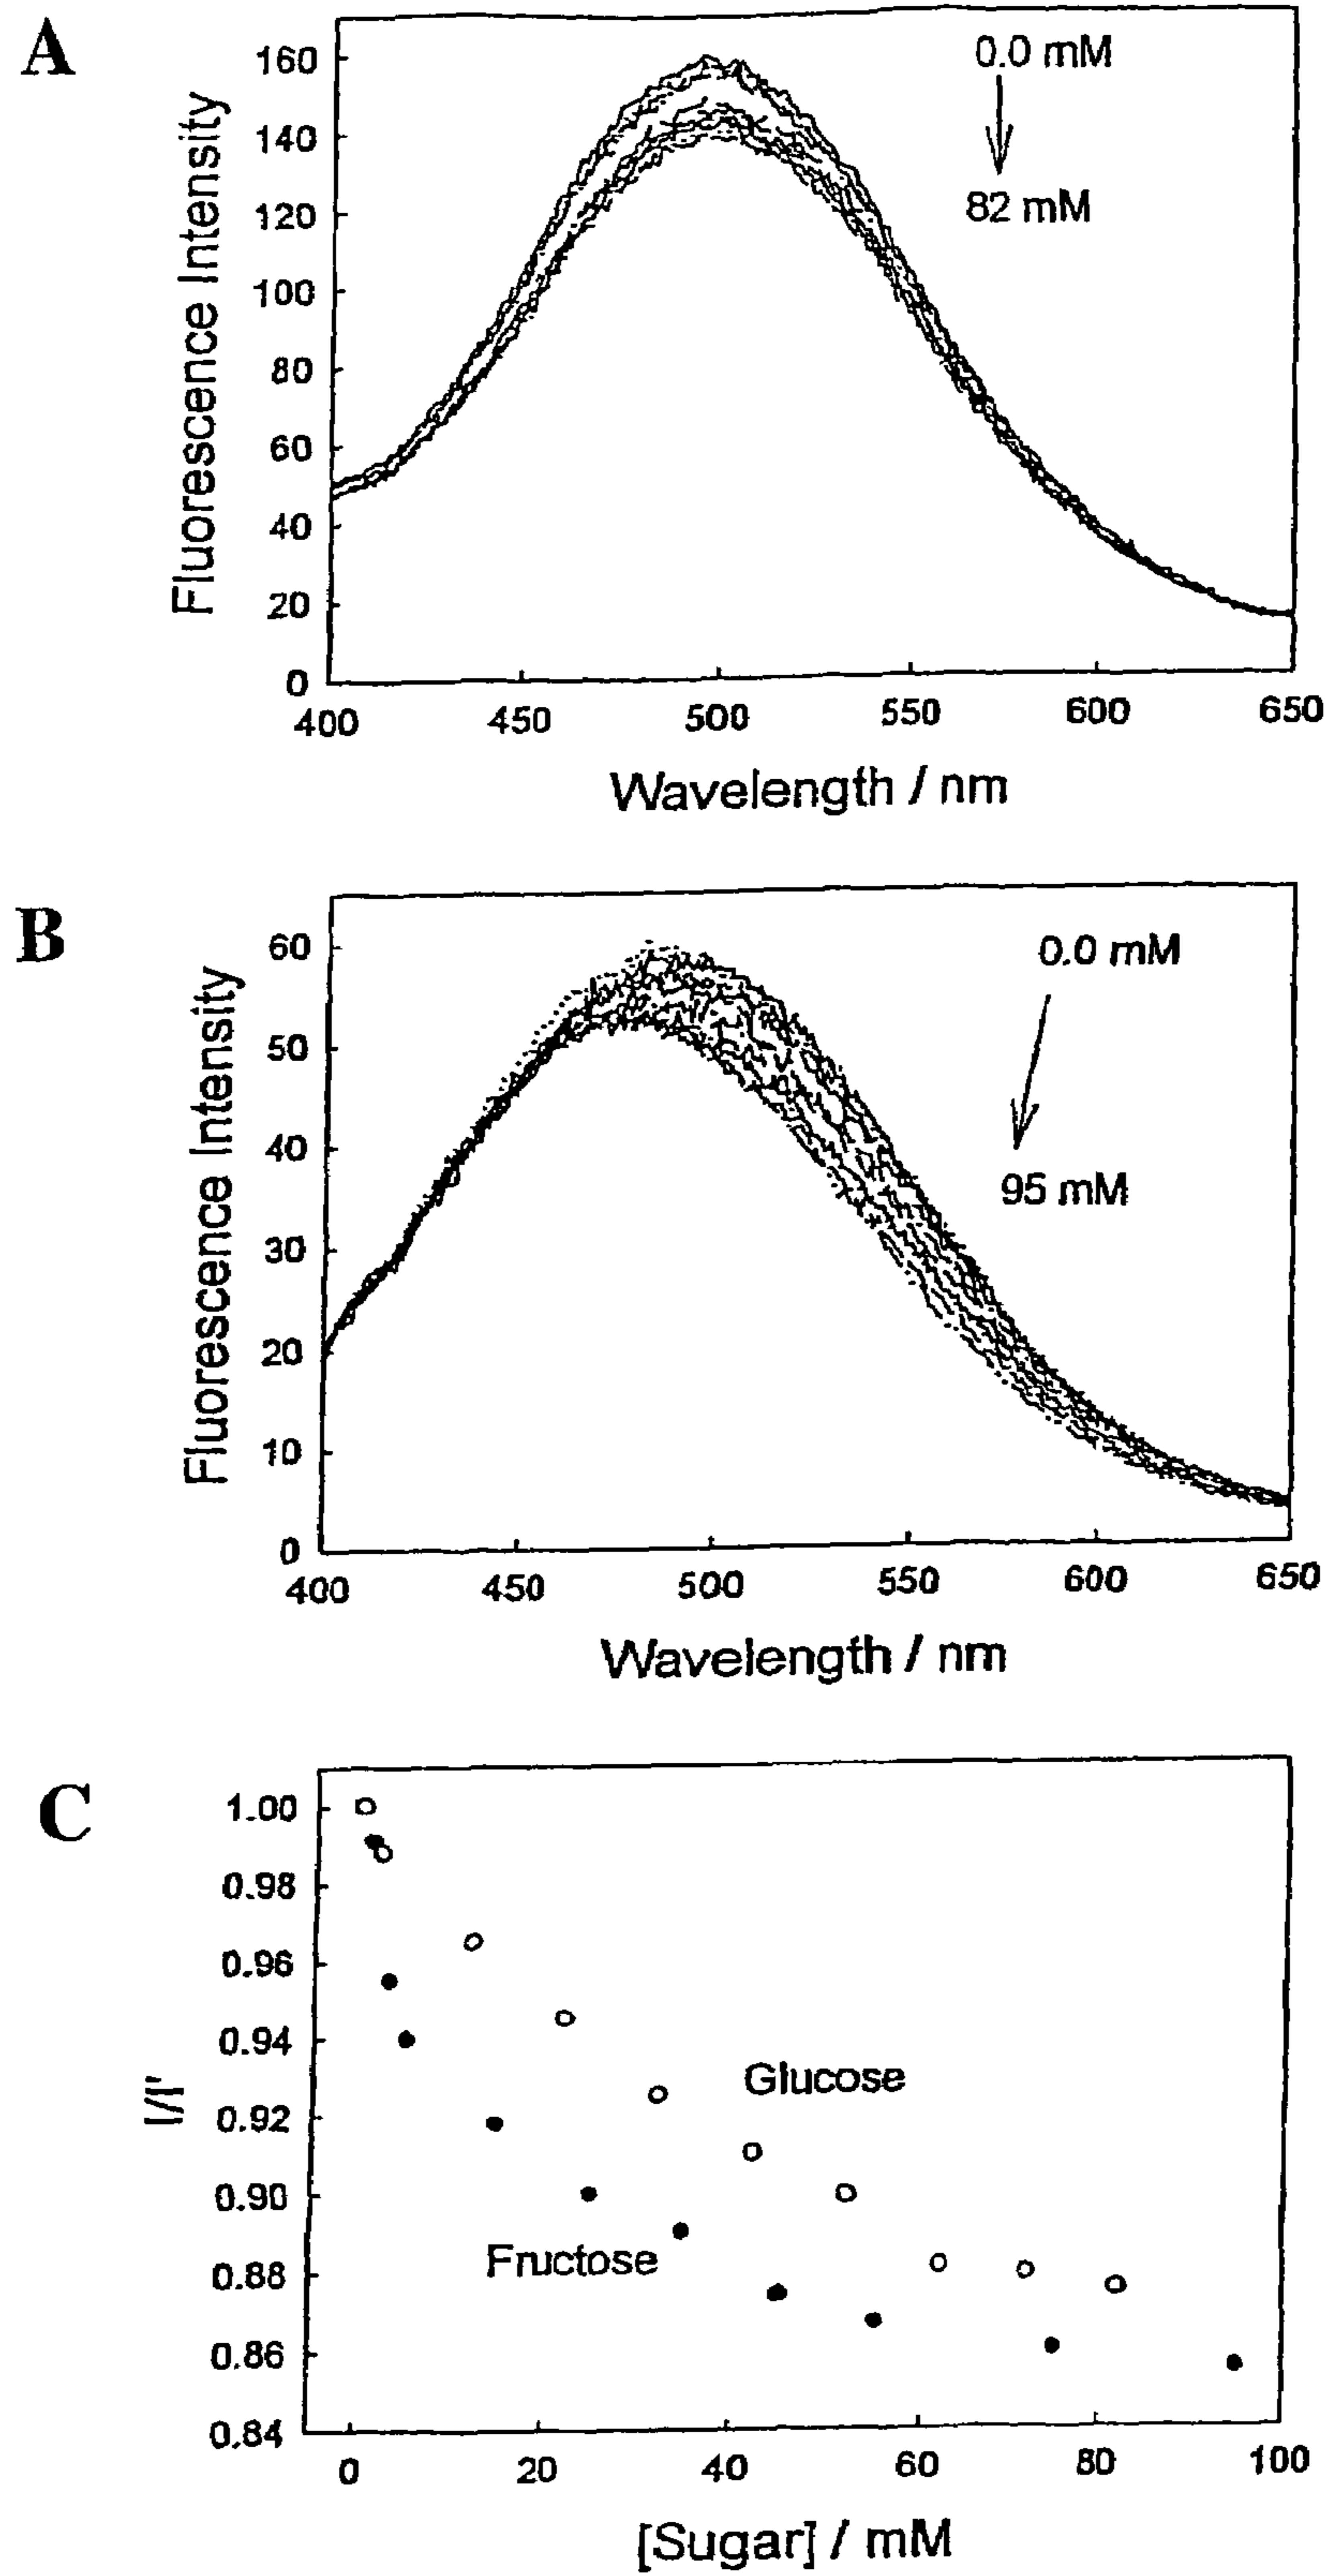 A
Fluorescence Intensity
160
140
120
100
80
60
40
20
0
0.0 mM
82 mM
400 450 500 550 600 650
Wavelength / nm
B
Fluorescence Intensity
60
50
40
30
20
10
0
0.0 mM
95 mM
400 450 500 550 600 650
Wavelength / nm
C
I/I'
1.00
0.98
0.96
0.94
0.92
0.90
0.88
0.86
0.84
Glucose
Fructose
0 20 40 60 80 100
[Sugar] / mM